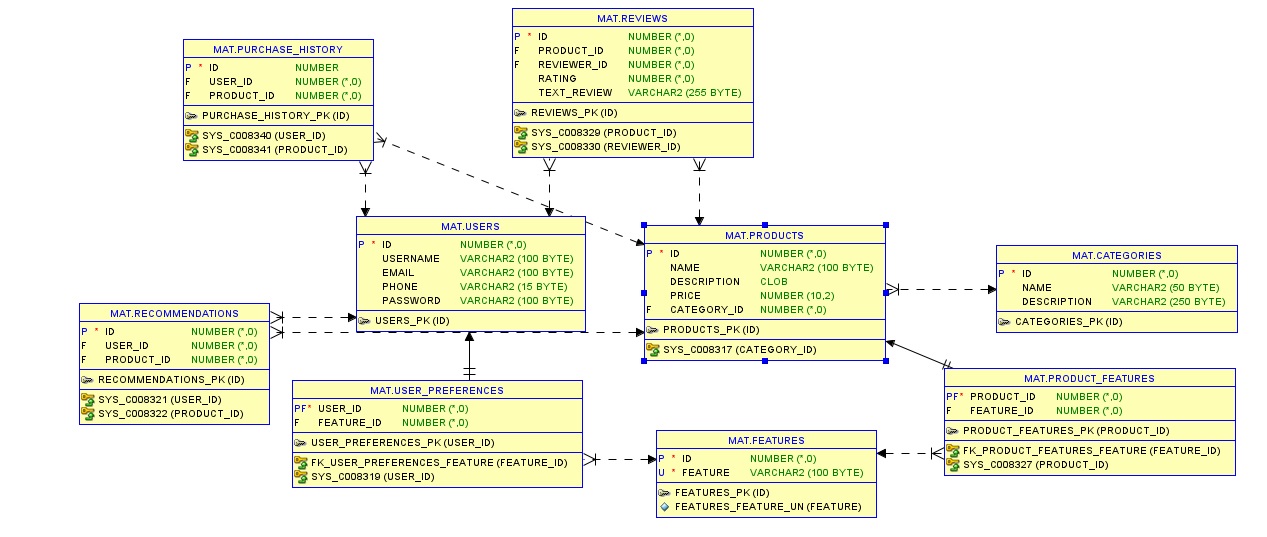 MAT.REVIEWS
P * ID NUMBER (*,0)
F PRODUCT_ID NUMBER (*,0)
F REVIEWER_ID NUMBER (*,0)
RATING NUMBER (*,0)
TEXT_REVIEW VARCHAR2 (255 BYTE)
REVIEWS_PK (ID)
SYS_C008329 (PRODUCT_ID)
SYS_C008330 (REVIEWER_ID)
MAT.PURCHASE_HISTORY
P * ID NUMBER
F USER_ID NUMBER (*,0)
F PRODUCT_ID NUMBER (*,0)
PURCHASE_HISTORY_PK (ID)
SYS_C008340 (USER_ID)
SYS_C008341 (PRODUCT_ID)
MAT.USERS
P * ID NUMBER (*,0)
USERNAME VARCHAR2 (100 BYTE)
EMAIL VARCHAR2 (100 BYTE)
PHONE VARCHAR2 (15 BYTE)
PASSWORD VARCHAR2 (100 BYTE)
USERS_PK (ID)
MAT.PRODUCTS
P * ID NUMBER (*,0)
NAME VARCHAR2 (100 BYTE)
DESCRIPTION CLOB
PRICE NUMBER (10,2)
F CATEGORY_ID NUMBER (*,0)
PRODUCTS_PK (ID)
SYS_C008317 (CATEGORY_ID)
MAT.CATEGORIES
P * ID NUMBER (*,0)
NAME VARCHAR2 (50 BYTE)
DESCRIPTION VARCHAR2 (250 BYTE)
CATEGORIES_PK (ID)
MAT.RECOMMENDATIONS
P * ID NUMBER (*,0)
F USER_ID NUMBER (*,0)
F PRODUCT_ID NUMBER (*,0)
RECOMMENDATIONS_PK (ID)
SYS_C008321 (USER_ID)
SYS_C008322 (PRODUCT_ID)
MAT.USER_PREFERENCES
PF* USER_ID NUMBER (*,0)
F FEATURE_ID NUMBER (*,0)
USER_PREFERENCES_PK (USER_ID)
FK_USER_PREFERENCES_FEATURE (FEATURE_ID)
SYS_C008319 (USER_ID)
MAT.FEATURES
P * ID NUMBER (*,0)
U * FEATURE VARCHAR2 (100 BYTE)
FEATURES_PK (ID)
FEATURES_FEATURE_UN (FEATURE)
MAT.PRODUCT_FEATURES
PF* PRODUCT_ID NUMBER (*,0)
F FEATURE_ID NUMBER (*,0)
PRODUCT_FEATURES_PK (PRODUCT_ID)
FK_PRODUCT_FEATURES_FEATURE (FEATURE_ID)
SYS_C008327 (PRODUCT_ID)